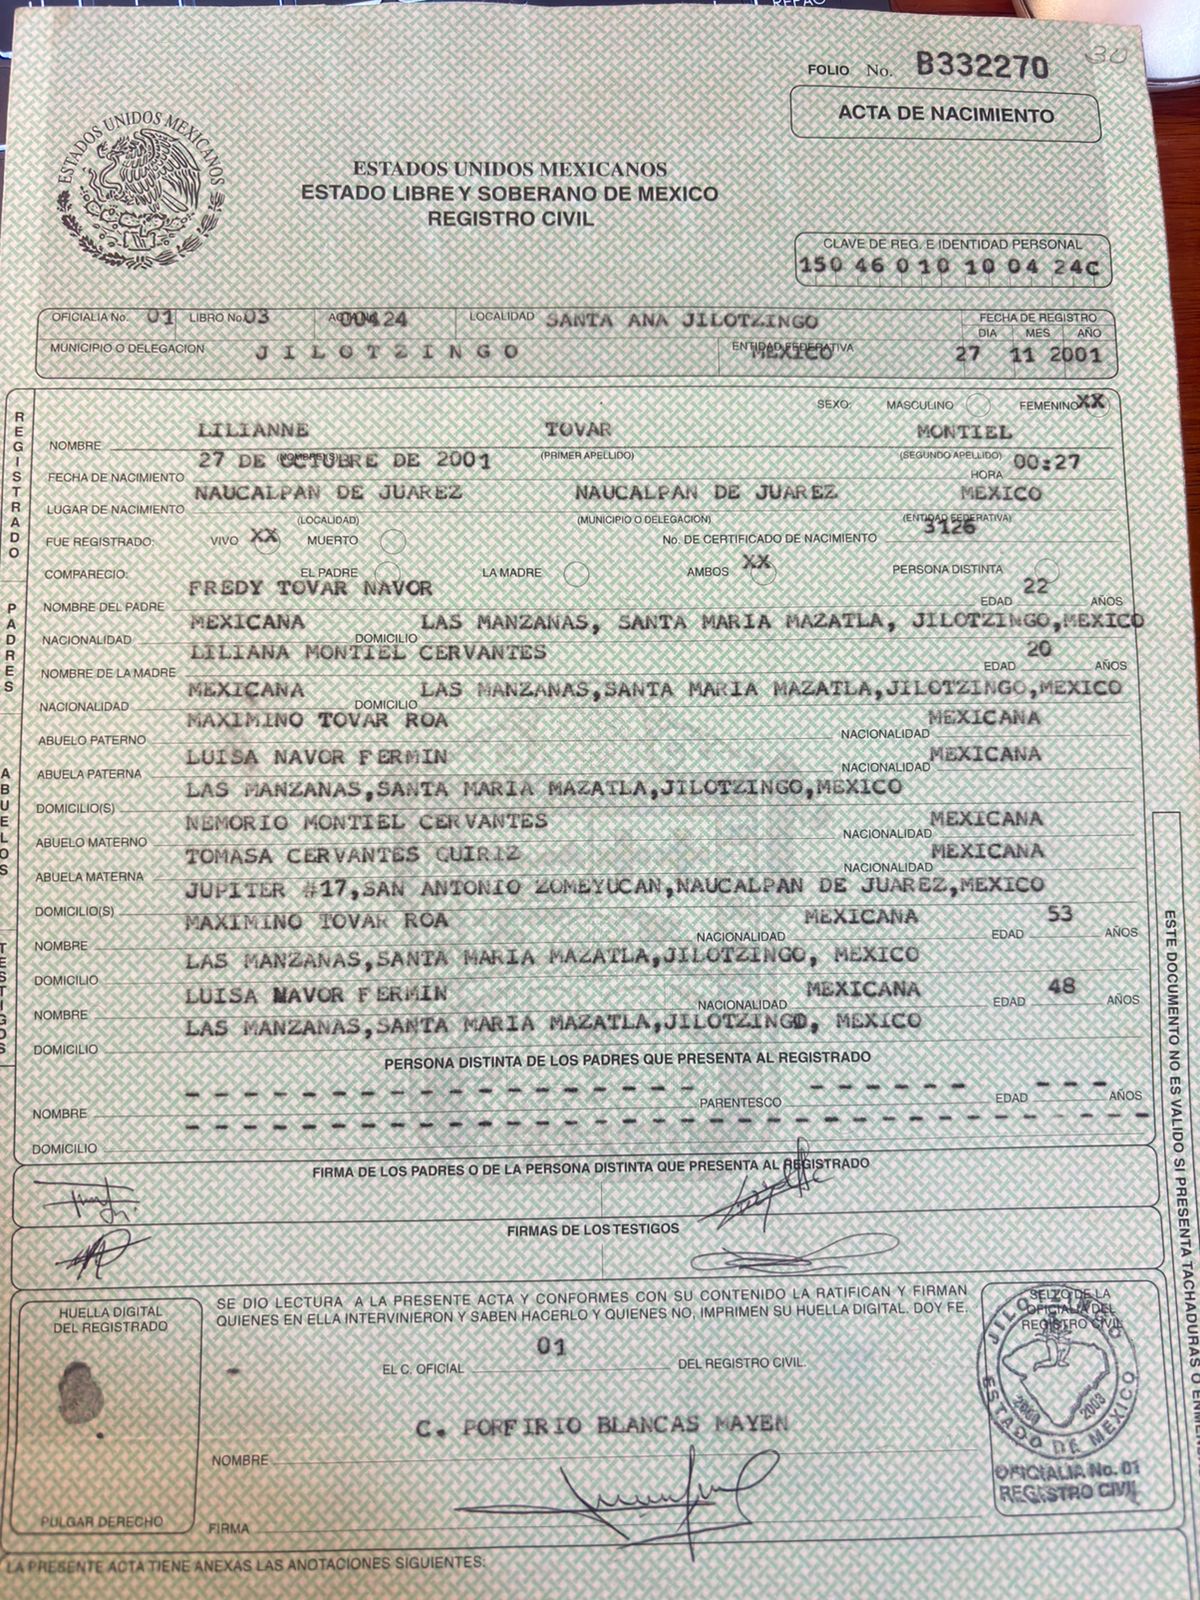 REPAG
30
FOLIO No. B332270
ACTA DE NACIMIENTO
ESTADOS UNIDOS MEXICANOS
ESTADOS UNIDOS MEXICANOS
ESTADO LIBRE Y SOBERANO DE MEXICO
REGISTRO CIVIL
CLAVE DE REG. E IDENTIDAD PERSONAL
150 46 0 10 10 04 24C
OFICIALIA No. 01 LIBRO No. 03 ACTA No. 00424 LOCALIDAD SANTA ANA JILOTZINGO FECHA DE REGISTRO
DIA MES AÑO
MUNICIPIO O DELEGACION JILOTZINGO ENTIDAD FEDERATIVA MEXICO 27 11 2001
REGISTRADO
SEXO: MASCULINO FEMENINO XX
NOMBRE LILIANNE TOVAR MONTIEL
(NOMBRE(S)) (PRIMER APELLIDO) (SEGUNDO APELLIDO)
FECHA DE NACIMIENTO 27 DE OCTUBRE DE 2001 HORA 00:27
LUGAR DE NACIMIENTO NAUCALPAN DE JUAREZ NAUCALPAN DE JUAREZ MEXICO
(LOCALIDAD) (MUNICIPIO O DELEGACION) (ENTIDAD FEDERATIVA)
FUE REGISTRADO: VIVO XX MUERTO No. DE CERTIFICADO DE NACIMIENTO 3126
COMPARECIO: EL PADRE LA MADRE AMBOS XX PERSONA DISTINTA
PADRES
NOMBRE DEL PADRE FREDY TOVAR NAVOR EDAD 22 AÑOS
NACIONALIDAD MEXICANA DOMICILIO LAS MANZANAS, SANTA MARIA MAZATLA, JILOTZINGO,MEXICO
NOMBRE DE LA MADRE LILIANA MONTIEL CERVANTES EDAD 20 AÑOS
NACIONALIDAD MEXICANA DOMICILIO LAS MANZANAS,SANTA MARIA MAZATLA,JILOTZINGO,MEXICO
ABUELOS
ABUELO PATERNO MAXIMINO TOVAR ROA NACIONALIDAD MEXICANA
ABUELA PATERNA LUISA NAVOR FERMIN NACIONALIDAD MEXICANA
DOMICILIO(S) LAS MANZANAS,SANTA MARIA MAZATLA,JILOTZINGO,MEXICO
ABUELO MATERNO NEMORIO MONTIEL CERVANTES NACIONALIDAD MEXICANA
ABUELA MATERNA TOMASA CERVANTES QUIRIZ NACIONALIDAD MEXICANA
DOMICILIO(S) JUPITER #17,SAN ANTONIO ZOMEYUCAN,NAUCALPAN DE JUAREZ,MEXICO
TESTIGOS
NOMBRE MAXIMINO TOVAR ROA NACIONALIDAD MEXICANA EDAD 53 AÑOS
DOMICILIO LAS MANZANAS,SANTA MARIA MAZATLA,JILOTZINGO, MEXICO
NOMBRE LUISA NAVOR FERMIN NACIONALIDAD MEXICANA EDAD 48 AÑOS
DOMICILIO LAS MANZANAS,SANTA MARIA MAZATLA,JILOTZINGO, MEXICO
PERSONA DISTINTA DE LOS PADRES QUE PRESENTA AL REGISTRADO
NOMBRE PARENTESCO EDAD AÑOS
DOMICILIO
FIRMA DE LOS PADRES O DE LA PERSONA DISTINTA QUE PRESENTA AL REGISTRADO
FIRMAS DE LOS TESTIGOS
HUELLA DIGITAL
DEL REGISTRADO
PULGAR DERECHO
SE DIO LECTURA A LA PRESENTE ACTA Y CONFORMES CON SU CONTENIDO LA RATIFICAN Y FIRMAN
QUIENES EN ELLA INTERVINIERON Y SABEN HACERLO Y QUIENES NO, IMPRIMEN SU HUELLA DIGITAL. DOY FE.
EL C. OFICIAL 01 DEL REGISTRO CIVIL.
NOMBRE C. PORFIRIO BLANCAS MAYEN
FIRMA
SELLO DE LA
OFICIALIA DEL
REGISTRO CIVIL
JILOTZINGO
2000 2003
ESTADO DE MEXICO
OFICIALIA No. 01
REGISTRO CIVIL
LA PRESENTE ACTA TIENE ANEXAS LAS ANOTACIONES SIGUIENTES:
ESTE DOCUMENTO NO ES VALIDO SI PRESENTA TACHADURAS O